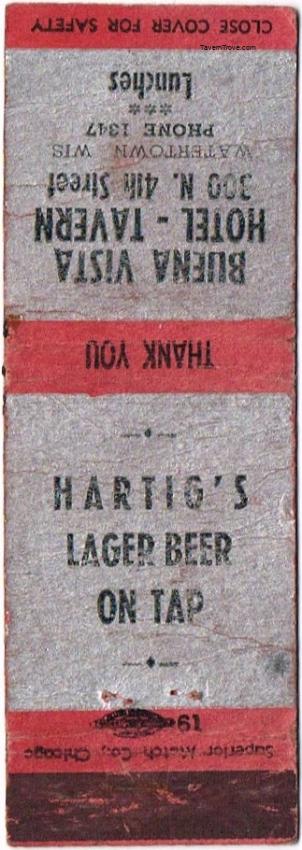 CLOSE COVER FOR SAFETY
TavernTrove.com
BUENA VISTA
HOTEL - TAVERN
300 N. 4th Street
WATERTOWN WIS
PHONE 1347
***
Lunches
THANK YOU
HARTIG'S
LAGER BEER
ON TAP
19
Superior Match Co., Chicago